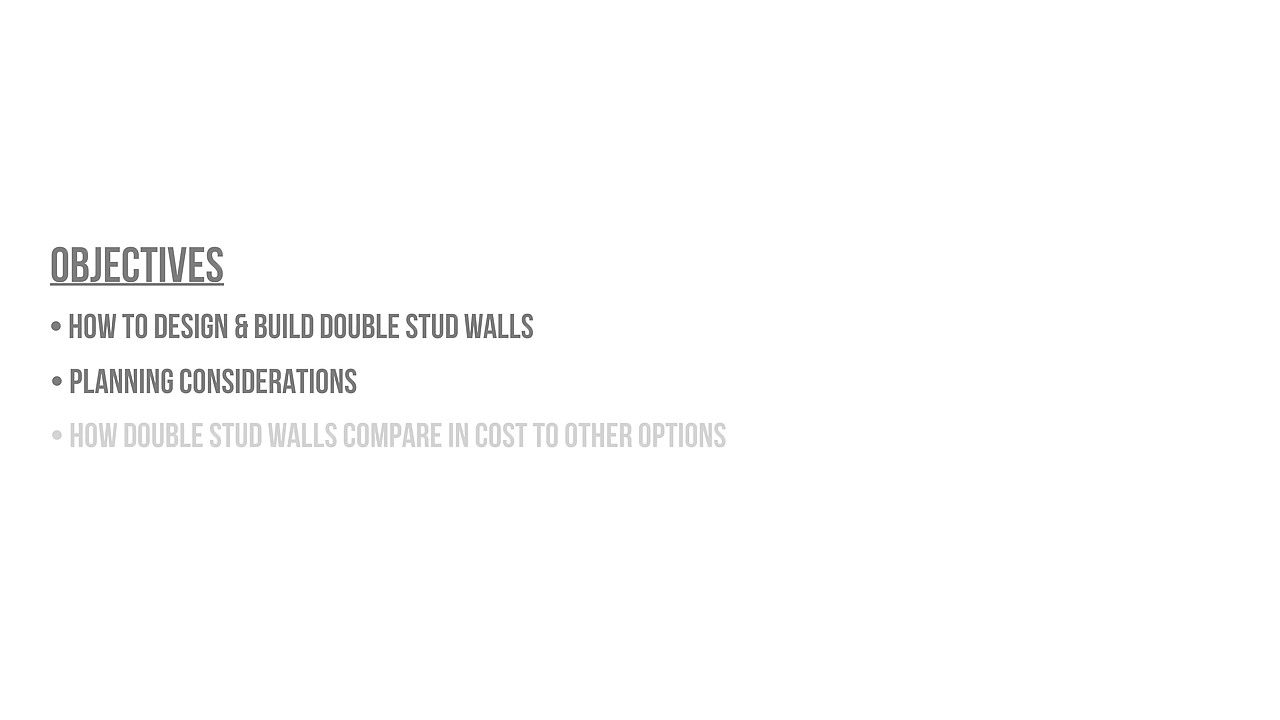 OBJECTIVES
• HOW TO DESIGN & BUILD DOUBLE STUD WALLS
• PLANNING CONSIDERATIONS
• HOW DOUBLE STUD WALLS COMPARE IN COST TO OTHER OPTIONS